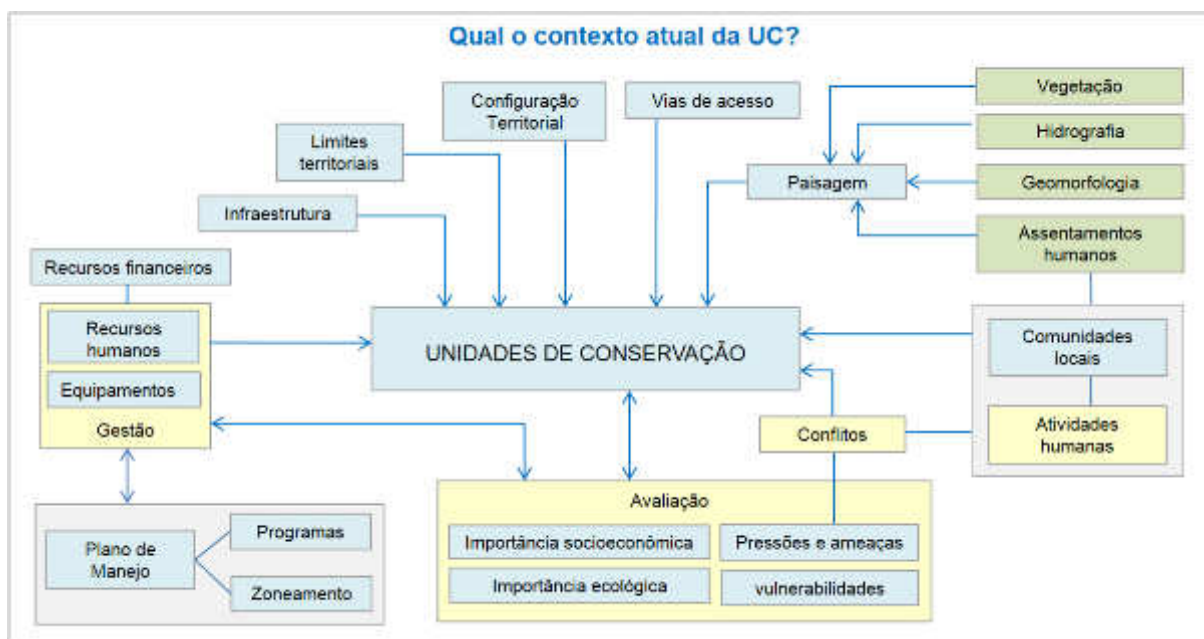 Qual o contexto atual da UC?
Configuração
Territorial
Vias de acesso
Vegetação
Hidrografia
Limites
territoriais
Paisagem
Geomorfologia
Infraestrutura
Assentamentos
humanos
Recursos financeiros
Recursos
humanos
Equipamentos
Gestão
UNIDADES DE CONSERVAÇÃO
Comunidades
locais
Conflitos
Atividades
humanas
Plano de
Manejo
Programas
Zoneamento
Avaliação
Importância socioeconômica
Pressões e ameaças
Importância ecológica
vulnerabilidades